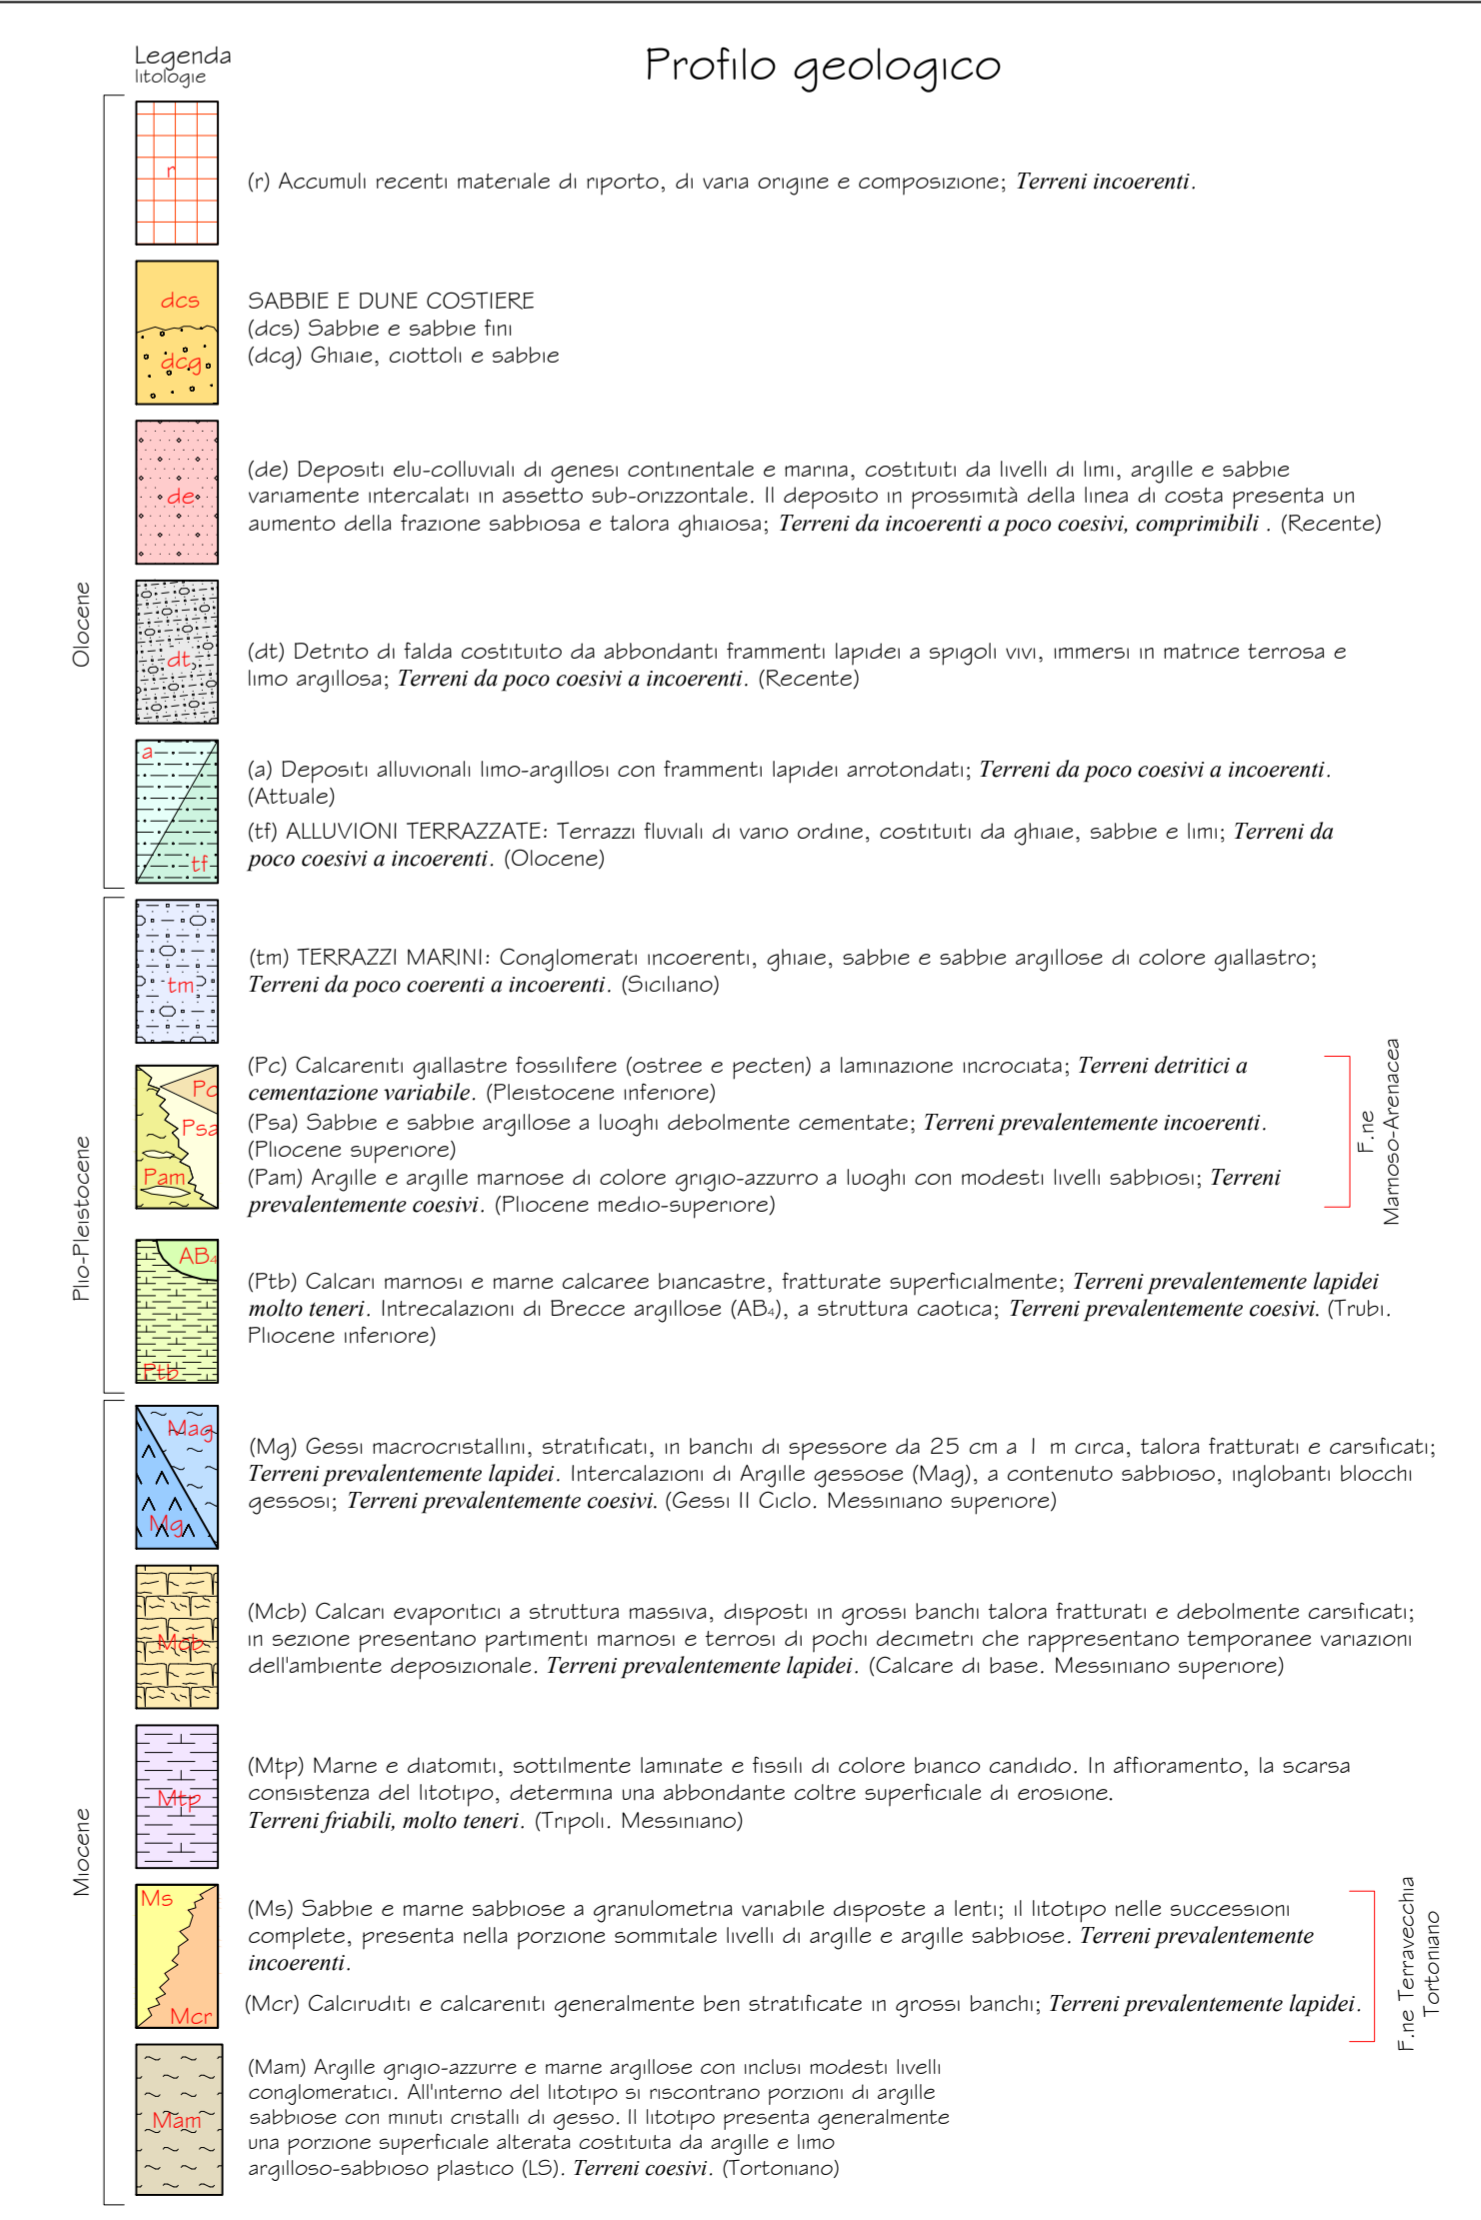 Legenda
litologie
Profilo geologico
Olocene
r
(r) Accumuli recenti materiale di riporto, di varia origine e composizione; Terreni incoerenti.
dcs
dcg
SABBIE E DUNE COSTIERE
(dcs) Sabbie e sabbie fini
(dcg) Ghiaie, ciottoli e sabbie
de
(de) Depositi elu-colluviali di genesi continentale e marina, costituiti da livelli di limi, argille e sabbie
variamente intercalati in assetto sub-orizzontale. Il deposito in prossimità della linea di costa presenta un
aumento della frazione sabbiosa e talora ghiaiosa; Terreni da incoerenti a poco coesivi, comprimibili . (Recente)
dt
(dt) Detrito di falda costituito da abbondanti frammenti lapidei a spigoli vivi, immersi in matrice terrosa e
limo argillosa; Terreni da poco coesivi a incoerenti. (Recente)
a
tf
(a) Depositi alluvionali limo-argillosi con frammenti lapidei arrotondati; Terreni da poco coesivi a incoerenti.
(Attuale)
(tf) ALLUVIONI TERRAZZATE: Terrazzi fluviali di vario ordine, costituiti da ghiaie, sabbie e limi; Terreni da
poco coesivi a incoerenti. (Olocene)
Plio-Pleistocene
tm
(tm) TERRAZZI MARINI: Conglomerati incoerenti, ghiaie, sabbie e sabbie argillose di colore giallastro;
Terreni da poco coerenti a incoerenti. (Siciliano)
Pc
Psa
Pam
(Pc) Calcareniti giallastre fossilifere (ostree e pecten) a laminazione incrociata; Terreni detritici a
cementazione variabile. (Pleistocene inferiore)
(Psa) Sabbie e sabbie argillose a luoghi debolmente cementate; Terreni prevalentemente incoerenti.
(Pliocene superiore)
(Pam) Argille e argille marnose di colore grigio-azzurro a luoghi con modesti livelli sabbiosi; Terreni
prevalentemente coesivi. (Pliocene medio-superiore)
F.ne
Marnoso-Arenacea
AB4
Ptb
(Ptb) Calcari marnosi e marne calcaree biancastre, fratturate superficialmente; Terreni prevalentemente lapidei
molto teneri. Intrecalazioni di Brecce argillose (AB4), a struttura caotica; Terreni prevalentemente coesivi. (Trubi.
Pliocene inferiore)
Miocene
Mag
Mg
(Mg) Gessi macrocristallini, stratificati, in banchi di spessore da 25 cm a 1 m circa, talora fratturati e carsificati;
Terreni prevalentemente lapidei. Intercalazioni di Argille gessose (Mag), a contenuto sabbioso, inglobanti blocchi
gessosi; Terreni prevalentemente coesivi. (Gessi II Ciclo. Messiniano superiore)
Mcb
(Mcb) Calcari evaporitici a struttura massiva, disposti in grossi banchi talora fratturati e debolmente carsificati;
in sezione presentano partimenti marnosi e terrosi di pochi decimetri che rappresentano temporanee variazioni
dell'ambiente deposizionale. Terreni prevalentemente lapidei. (Calcare di base. Messiniano superiore)
Mtp
(Mtp) Marne e diatomiti, sottilmente laminate e fissili di colore bianco candido. In affioramento, la scarsa
consistenza del litotipo, determina una abbondante coltre superficiale di erosione.
Terreni friabili, molto teneri. (Tripoli. Messiniano)
Ms
Mcr
(Ms) Sabbie e marne sabbiose a granulometria variabile disposte a lenti; il litotipo nelle successioni
complete, presenta nella porzione sommitale livelli di argille e argille sabbiose. Terreni prevalentemente
incoerenti.
(Mcr) Calciruditi e calcareniti generalmente ben stratificate in grossi banchi; Terreni prevalentemente lapidei.
F.ne Terravecchia
Tortoniano
Mam
(Mam) Argille grigio-azzurre e marne argillose con inclusi modesti livelli
conglomeratici. All'interno del litotipo si riscontrano porzioni di argille
sabbiose con minuti cristalli di gesso. Il litotipo presenta generalmente
una porzione superficiale alterata costituita da argille e limo
argilloso-sabbioso plastico (LS). Terreni coesivi. (Tortoniano)